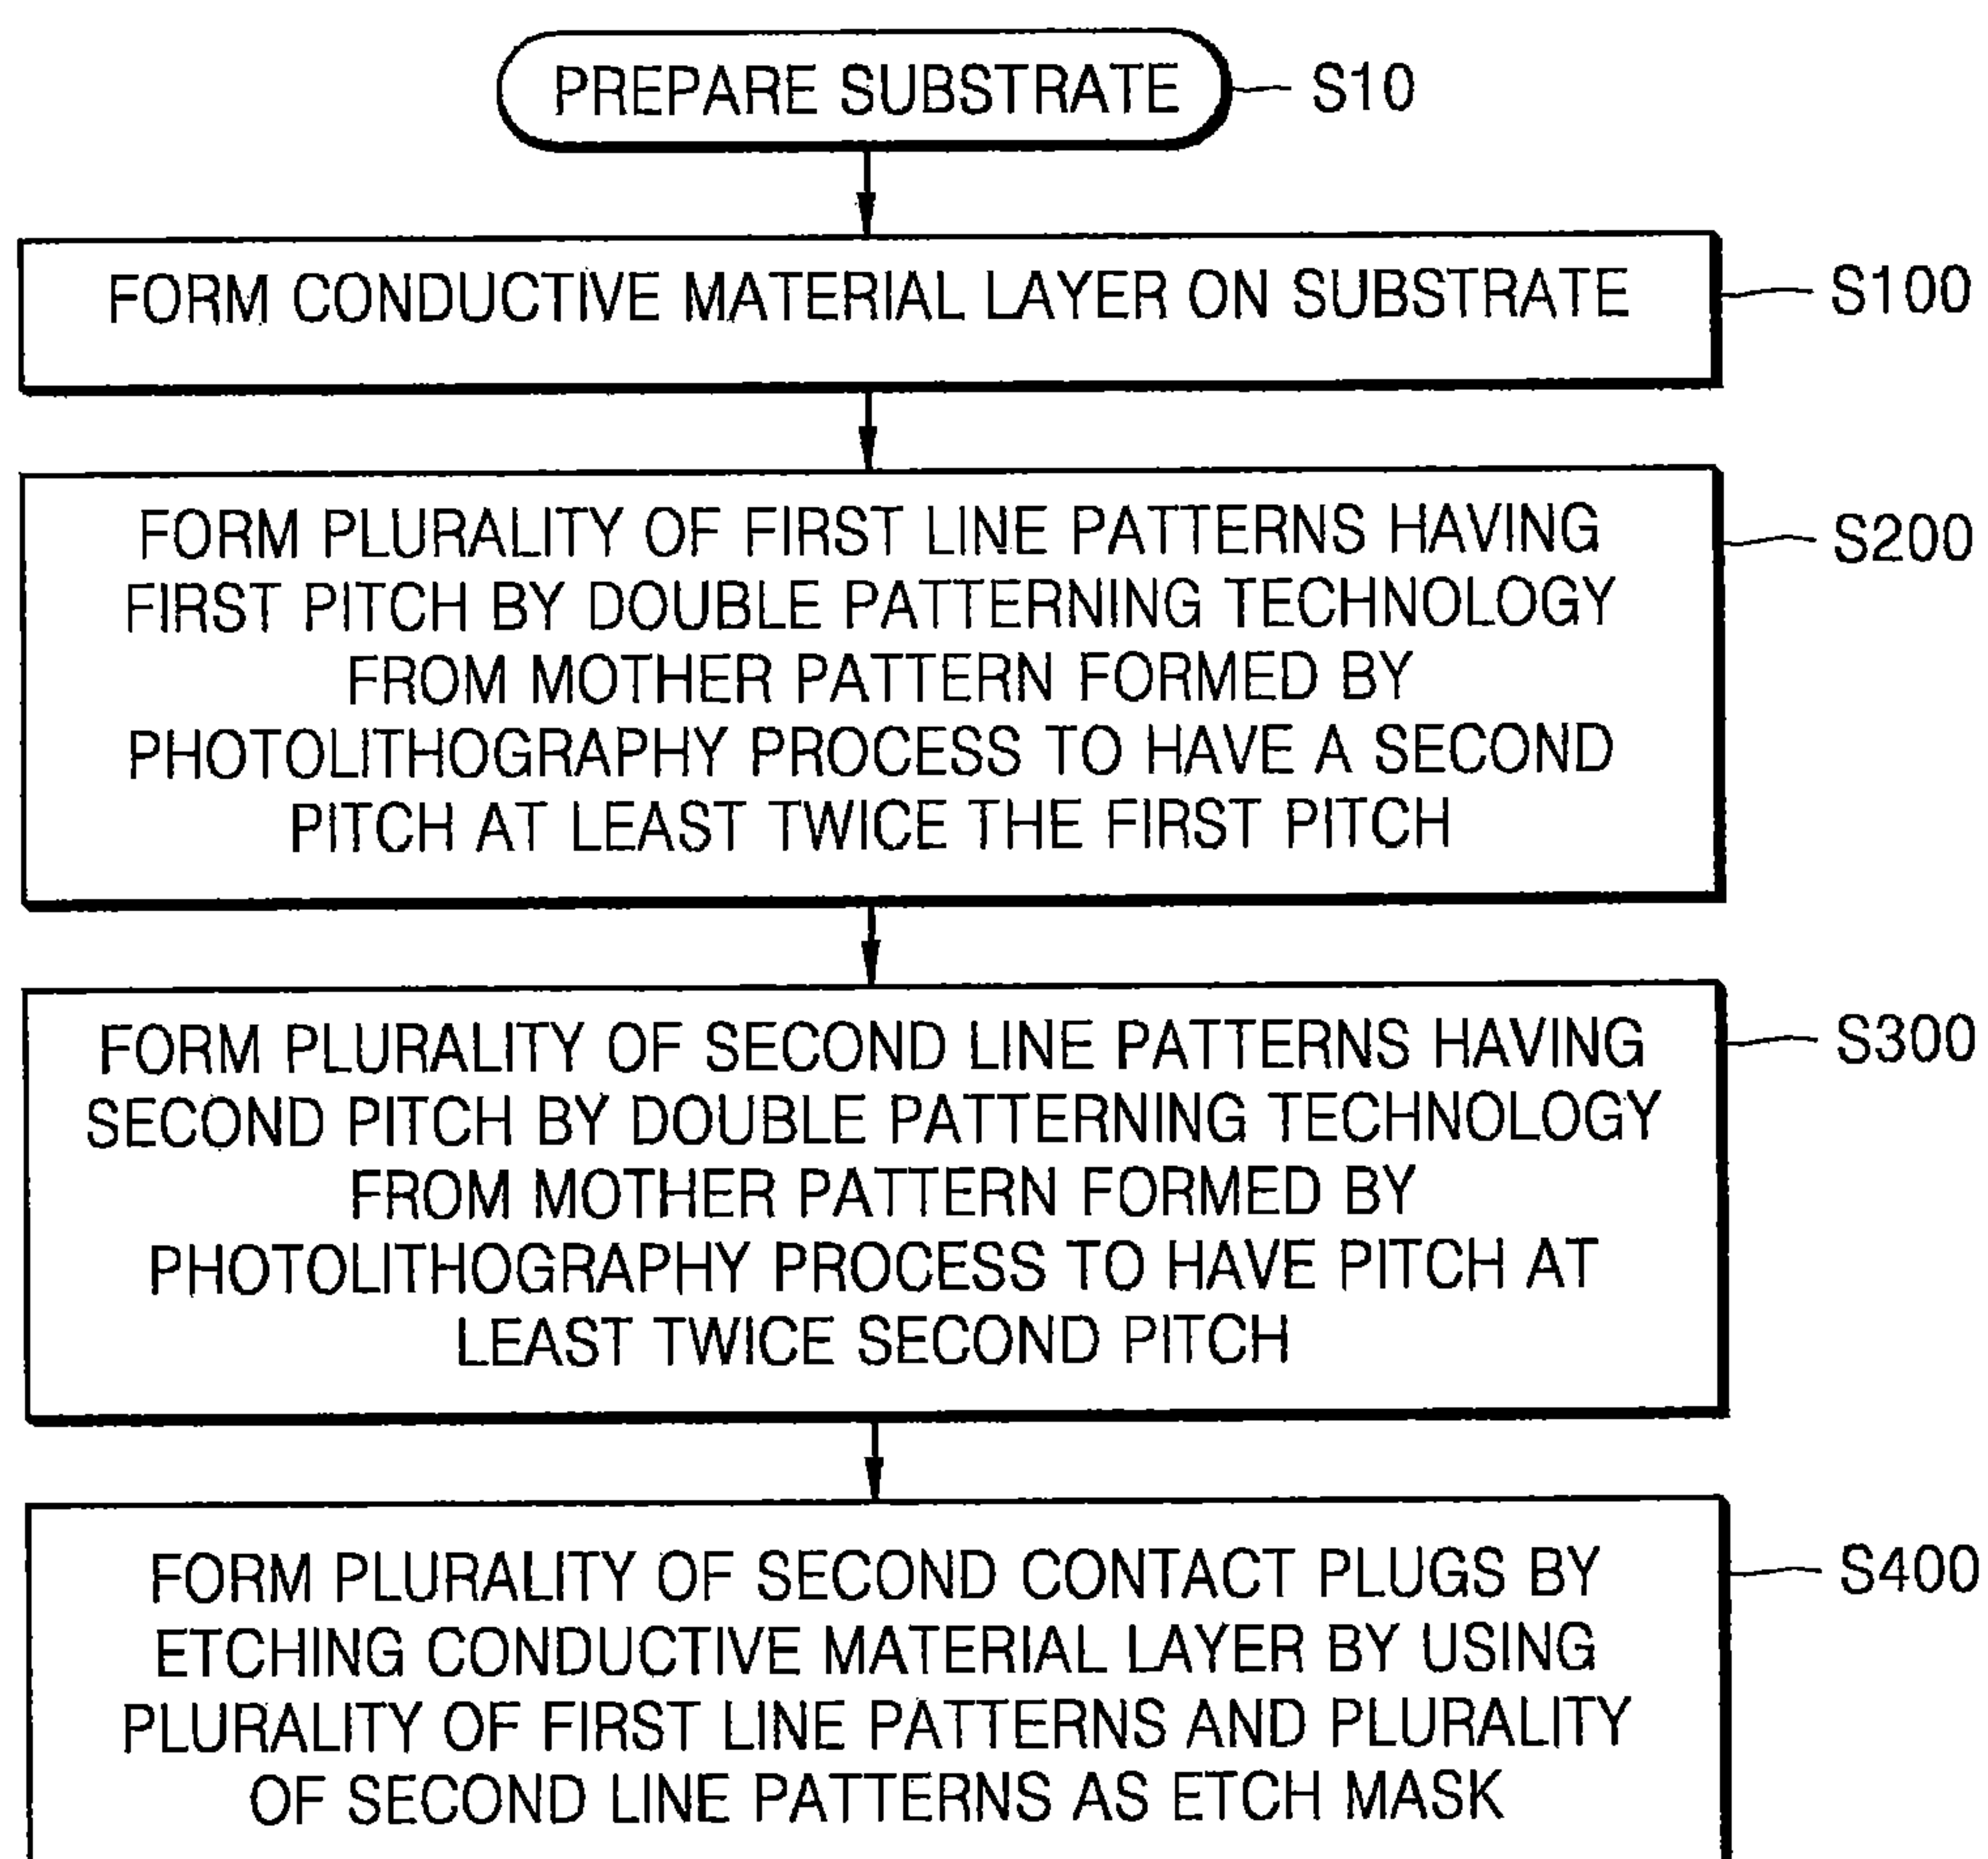 PREPARE SUBSTRATE
S10
FORM CONDUCTIVE MATERIAL LAYER ON SUBSTRATE
S100
FORM PLURALITY OF FIRST LINE PATTERNS HAVING
FIRST PITCH BY DOUBLE PATTERNING TECHNOLOGY
FROM MOTHER PATTERN FORMED BY
PHOTOLITHOGRAPHY PROCESS TO HAVE A SECOND
PITCH AT LEAST TWICE THE FIRST PITCH
S200
FORM PLURALITY OF SECOND LINE PATTERNS HAVING
SECOND PITCH BY DOUBLE PATTERNING TECHNOLOGY
FROM MOTHER PATTERN FORMED BY
PHOTOLITHOGRAPHY PROCESS TO HAVE PITCH AT
LEAST TWICE SECOND PITCH
S300
FORM PLURALITY OF SECOND CONTACT PLUGS BY
ETCHING CONDUCTIVE MATERIAL LAYER BY USING
PLURALITY OF FIRST LINE PATTERNS AND PLURALITY
OF SECOND LINE PATTERNS AS ETCH MASK
S400